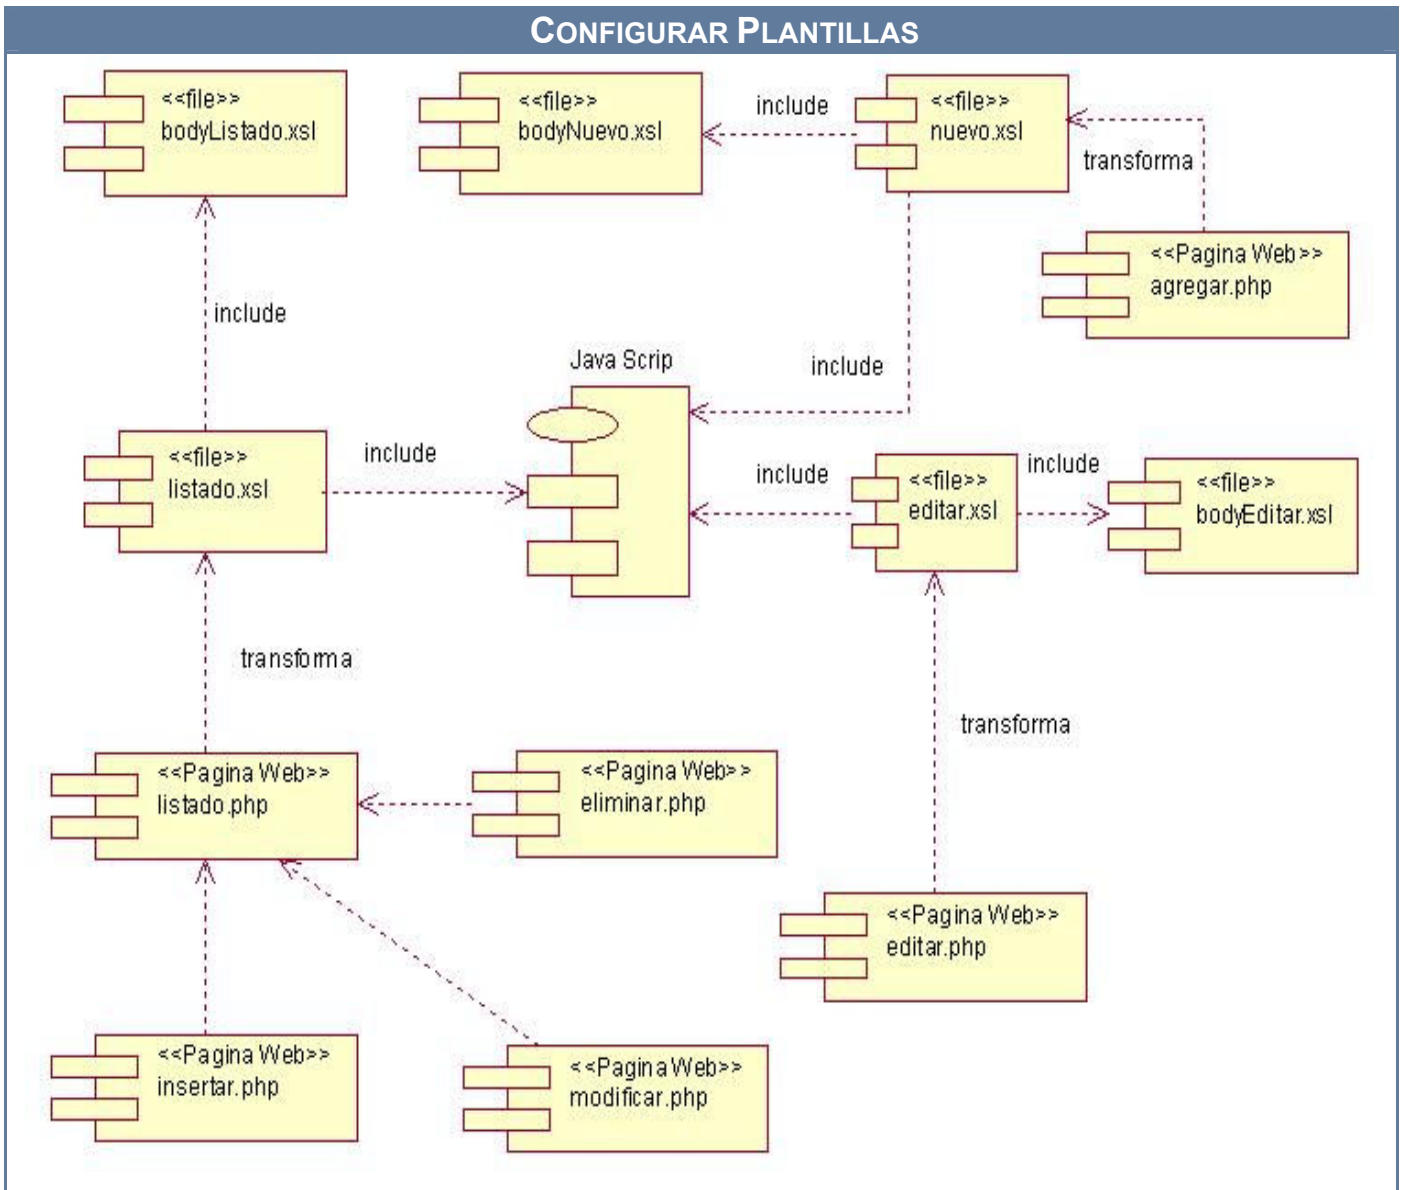 CONFIGURAR PLANTILLAS
<<file>>
bodyListado.xsl
<<file>>
bodyNuevo.xsl
include
<<file>>
nuevo.xsl
transforma
<<Pagina Web>>
agregar.php
include
Java Scrip
include
<<file>>
listado.xsl
include
include
<<file>>
editar.xsl
include
<<file>>
bodyEditar.xsl
transforma
transforma
<<Pagina Web>>
listado.php
<<Pagina Web>>
eliminar.php
<<Pagina Web>>
editar.php
<<Pagina Web>>
insertar.php
<<Pagina Web>>
modificar.php